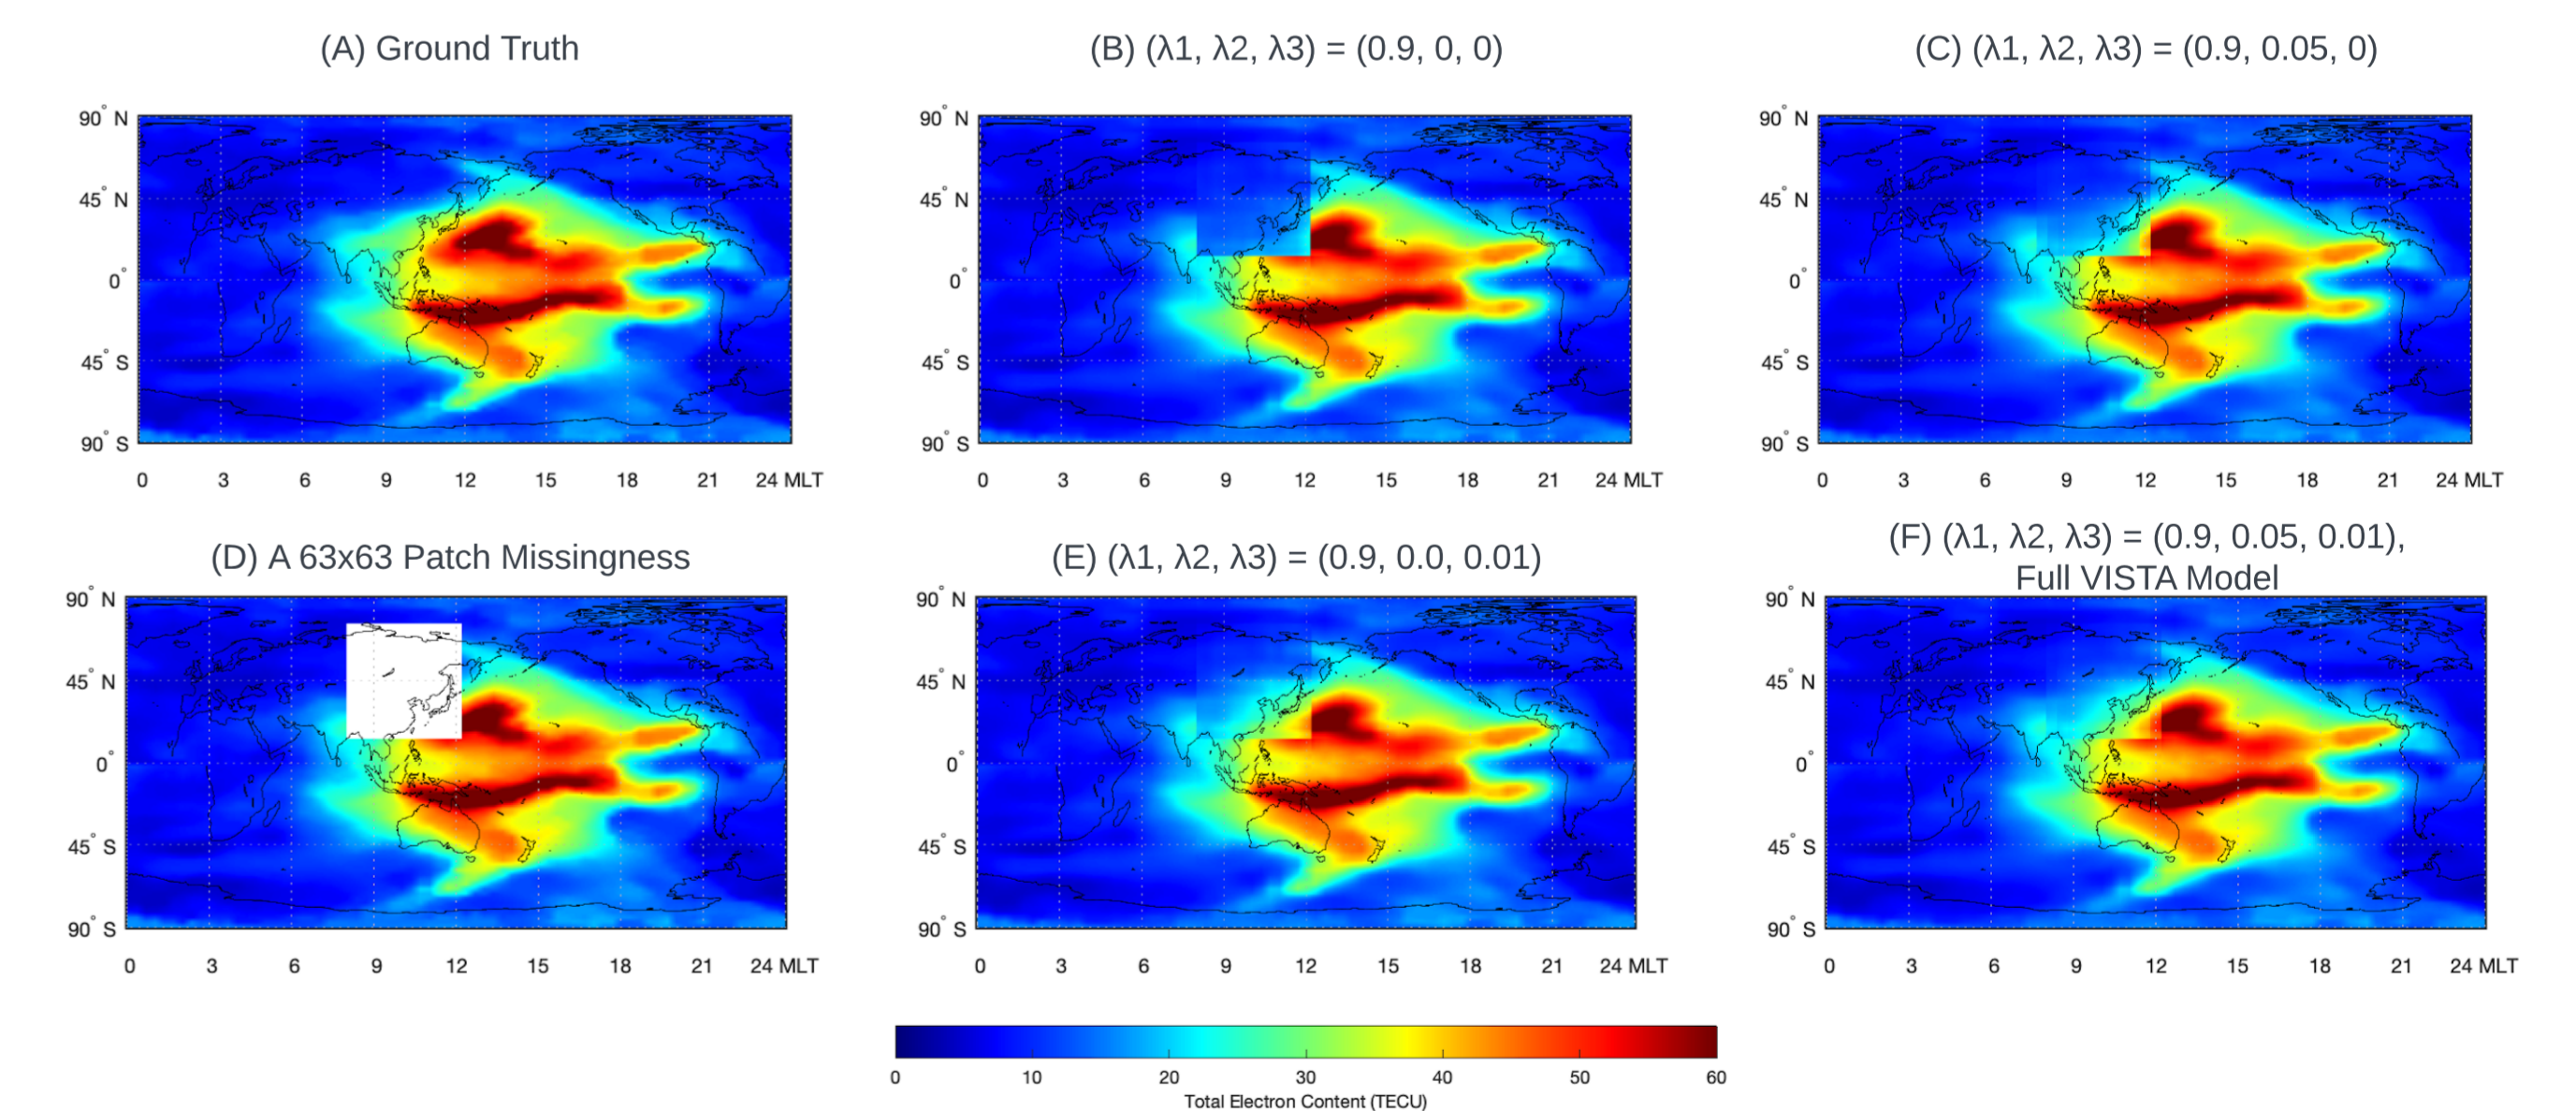 (A) Ground Truth
(B) (λ1, λ2, λ3) = (0.9, 0, 0)
(C) (λ1, λ2, λ3) = (0.9, 0.05, 0)
90° N
45° N
0°
45° S
90° S
0 3 6 9 12 15 18 21 24 MLT
90° N
45° N
0°
45° S
90° S
0 3 6 9 12 15 18 21 24 MLT
90° N
45° N
0°
45° S
90° S
0 3 6 9 12 15 18 21 24 MLT
(D) A 63x63 Patch Missingness
(E) (λ1, λ2, λ3) = (0.9, 0.0, 0.01)
(F) (λ1, λ2, λ3) = (0.9, 0.05, 0.01),
Full VISTA Model
90° N
45° N
0°
45° S
90° S
0 3 6 9 12 15 18 21 24 MLT
90° N
45° N
0°
45° S
90° S
0 3 6 9 12 15 18 21 24 MLT
90° N
45° N
0°
45° S
90° S
0 3 6 9 12 15 18 21 24 MLT
0 10 20 30 40 50 60
Total Electron Content (TECU)